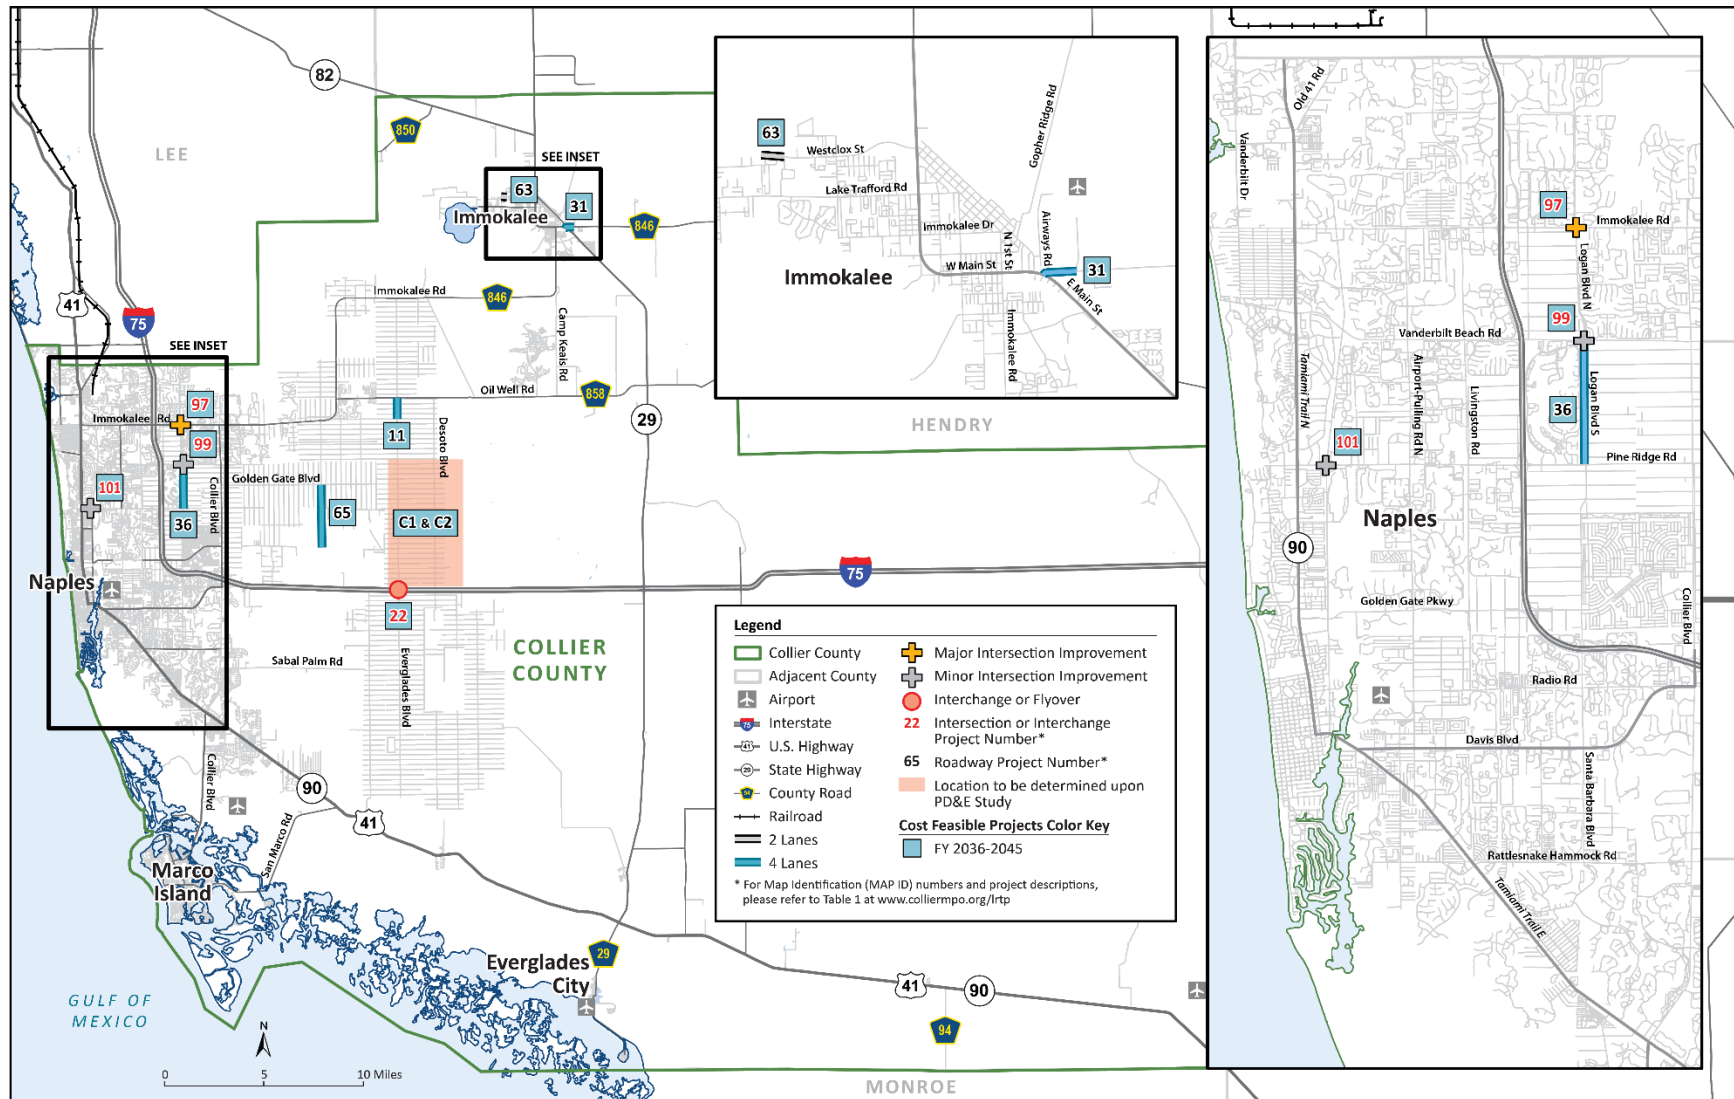 82
850
LEE
SEE INSET
63
31
Immokalee
846
41
75
Immokalee Rd
846
Camp Keais Rd
SEE INSET
Oil Well Rd
858
29
97
Immokalee Rd
99
11
Desoto Blvd
Golden Gate Blvd
101
Collier Blvd
65
36
C1 & C2
Naples
75
22
Sabal Palm Rd
Everglades Blvd
COLLIER
COUNTY
HENDRY
Collier Blvd
90
41
San Marco Rd
Marco
Island
Everglades
City
29
41
90
94
GULF OF
MEXICO
N
0
5
10 Miles
MONROE
63
Westclox St
Gopher Ridge Rd
Lake Trafford Rd
Immokalee Dr
N 1st St
Airways Rd
W Main St
31
Immokalee
E Main St
Immokalee Rd
Old 41 Rd
Vanderbilt Dr
97
Immokalee Rd
Logan Blvd N
99
Vanderbilt Beach Rd
Tamiami Trail N
Airport-Pulling Rd N
Livingston Rd
36
Logan Blvd S
101
Pine Ridge Rd
Naples
90
Golden Gate Pkwy
Collier Blvd
Radio Rd
Davis Blvd
Santa Barbara Blvd
Rattlesnake Hammock Rd
Tamiami Trail E
Legend
Collier County
Adjacent County
Airport
75 Interstate
41 U.S. Highway
29 State Highway
94 County Road
Railroad
2 Lanes
4 Lanes
Major Intersection Improvement
Minor Intersection Improvement
Interchange or Flyover
22 Intersection or Interchange
Project Number*
65 Roadway Project Number*
Location to be determined upon
PD&E Study
Cost Feasible Projects Color Key
FY 2036-2045
* For Map Identification (MAP ID) numbers and project descriptions,
please refer to Table 1 at www.colliermpo.org/lrtp